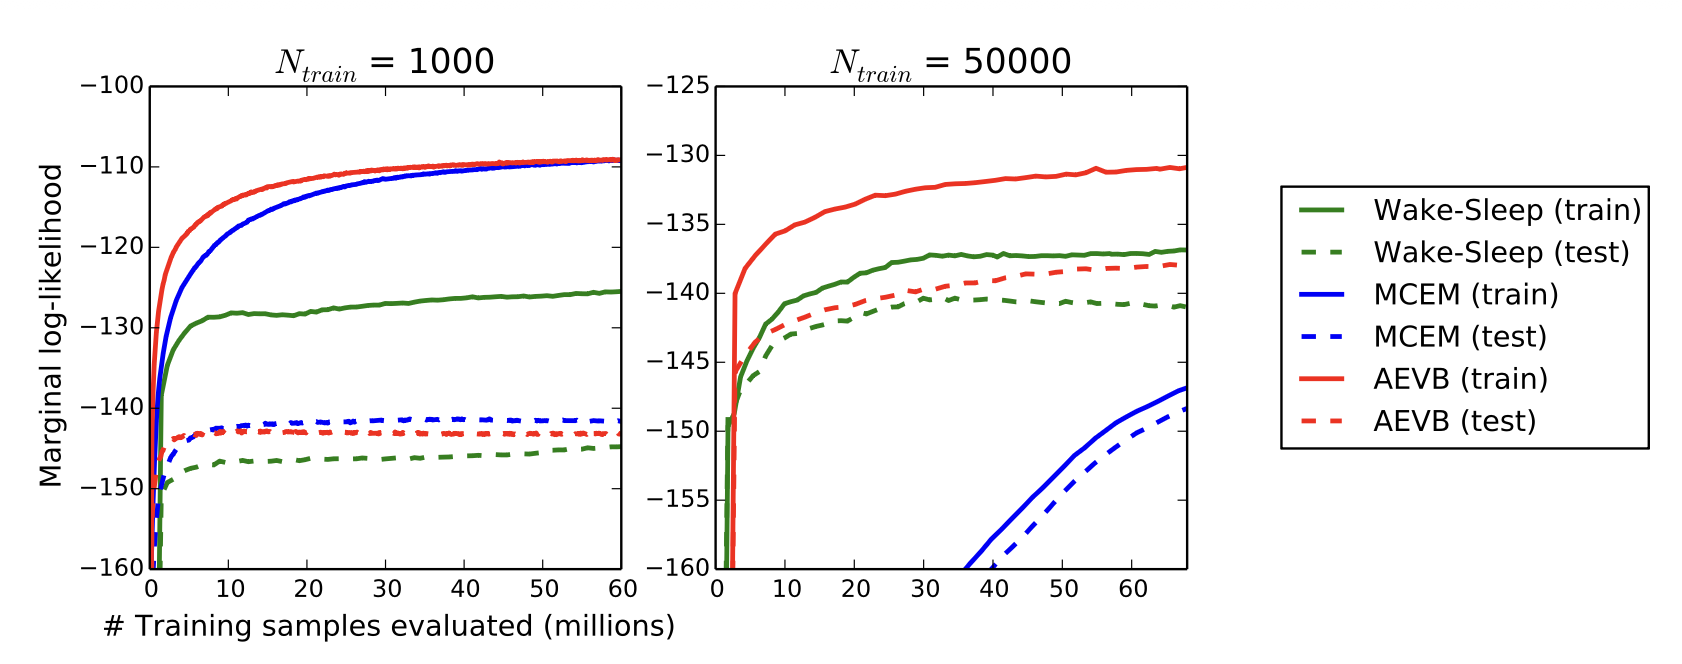 N_train = 1000
N_train = 50000
−100
−110
−120
−130
−140
−150
−160
Marginal log-likelihood
0 10 20 30 40 50 60
# Training samples evaluated (millions)
−125
−130
−135
−140
−145
−150
−155
−160
0 10 20 30 40 50 60
Wake-Sleep (train)
Wake-Sleep (test)
MCEM (train)
MCEM (test)
AEVB (train)
AEVB (test)